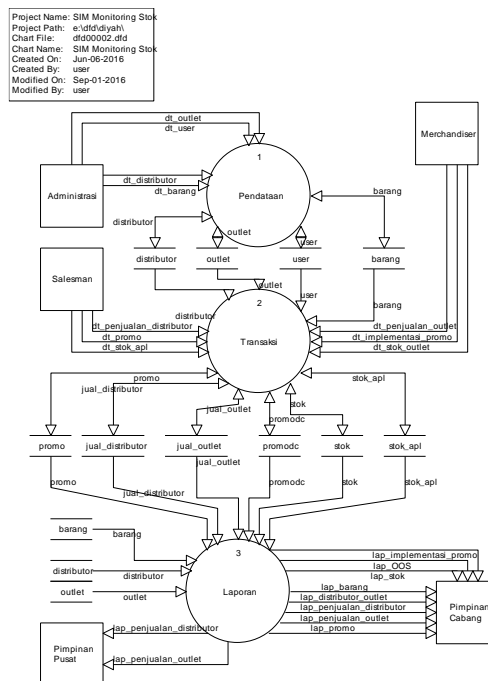 Project Name: SIM Monitoring Stok
Project Path: e:\dfd\diyah\
Chart File: dfd00002.dfd
Chart Name: SIM Monitoring Stok
Created On: Jun-06-2016
Created By: user
Modified On: Sep-01-2016
Modified By: user
dt_outlet
dt_user
Merchandiser
1
Administrasi
dt_distributor
dt_barang
Pendataan
barang
distributor
outlet
user
distributor
outlet
user
barang
outlet
Salesman
distributor
2
user
barang
dt_penjualan_distributor
dt_promo
dt_stok_apl
Transaksi
dt_penjualan_outlet
dt_implementasi_promo
dt_stok_outlet
promo
jual_distributor
jual_outlet
stok
stok_apl
promo
jual_distributor
jual_outlet
promodc
stok
stok_apl
jual_outlet
promodc
promo
jual_distributor
stok
stok_apl
barang
barang
3
lap_implementasi_promo
lap_OOS
lap_stok
distributor
distributor
outlet
outlet
Laporan
lap_barang
lap_distributor_outlet
lap_penjualan_distributor
lap_penjualan_outlet
lap_promo
Pimpinan
Cabang
Pimpinan
Pusat
lap_penjualan_distributor
lap_penjualan_outlet